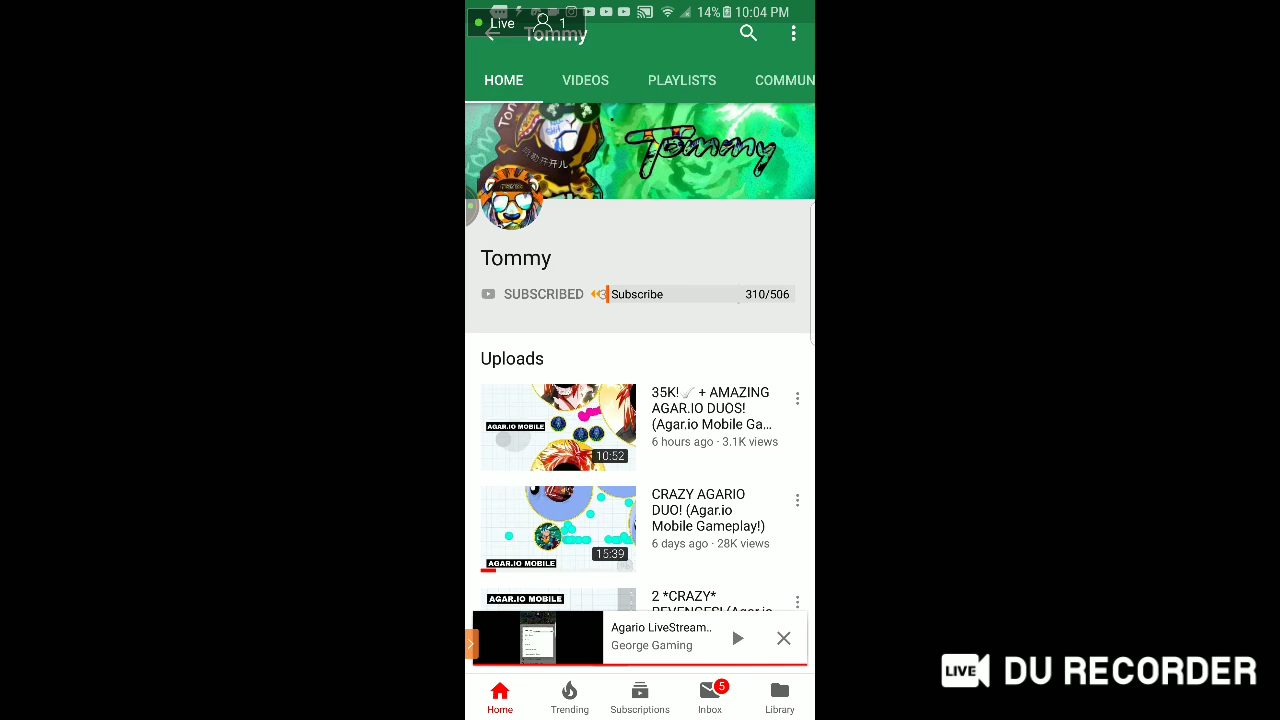 14% 10:04 PM
Live 1
Tommy
HOME VIDEOS PLAYLISTS COMMUN
Tommy
Tommy
SUBSCRIBED Subscribe 310/506
Uploads
35K! + AMAZING
AGAR.IO DUOS!
(Agar.io Mobile Ga...
6 hours ago · 3.1K views
AGAR.IO MOBILE
10:52
CRAZY AGARIO
DUO! (Agar.io
Mobile Gameplay!)
6 days ago · 28K views
15:39
AGAR.IO MOBILE
AGAR.IO MOBILE
2 *CRAZY*
REVENGES! (Agar.io
Agario LiveStream..
George Gaming
LIVE DU RECORDER
5
Home Trending Subscriptions Inbox Library